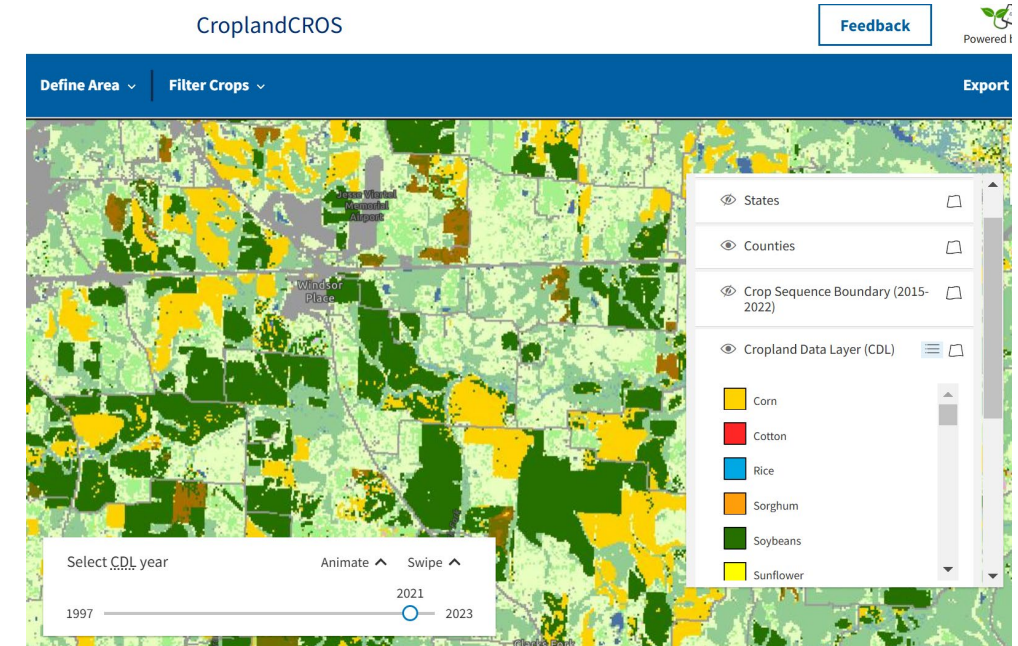 CroplandCROS
Feedback
Powered b
Define Area
Filter Crops
Export
Jesse Viertel
Memorial
Airport
Windsor
Place
States
Counties
Crop Sequence Boundary (2015-
2022)
Cropland Data Layer (CDL)
Corn
Cotton
Rice
Sorghum
Soybeans
Sunflower
Select CDL year
Animate
Swipe
2021
1997
2023
Clarks Fork